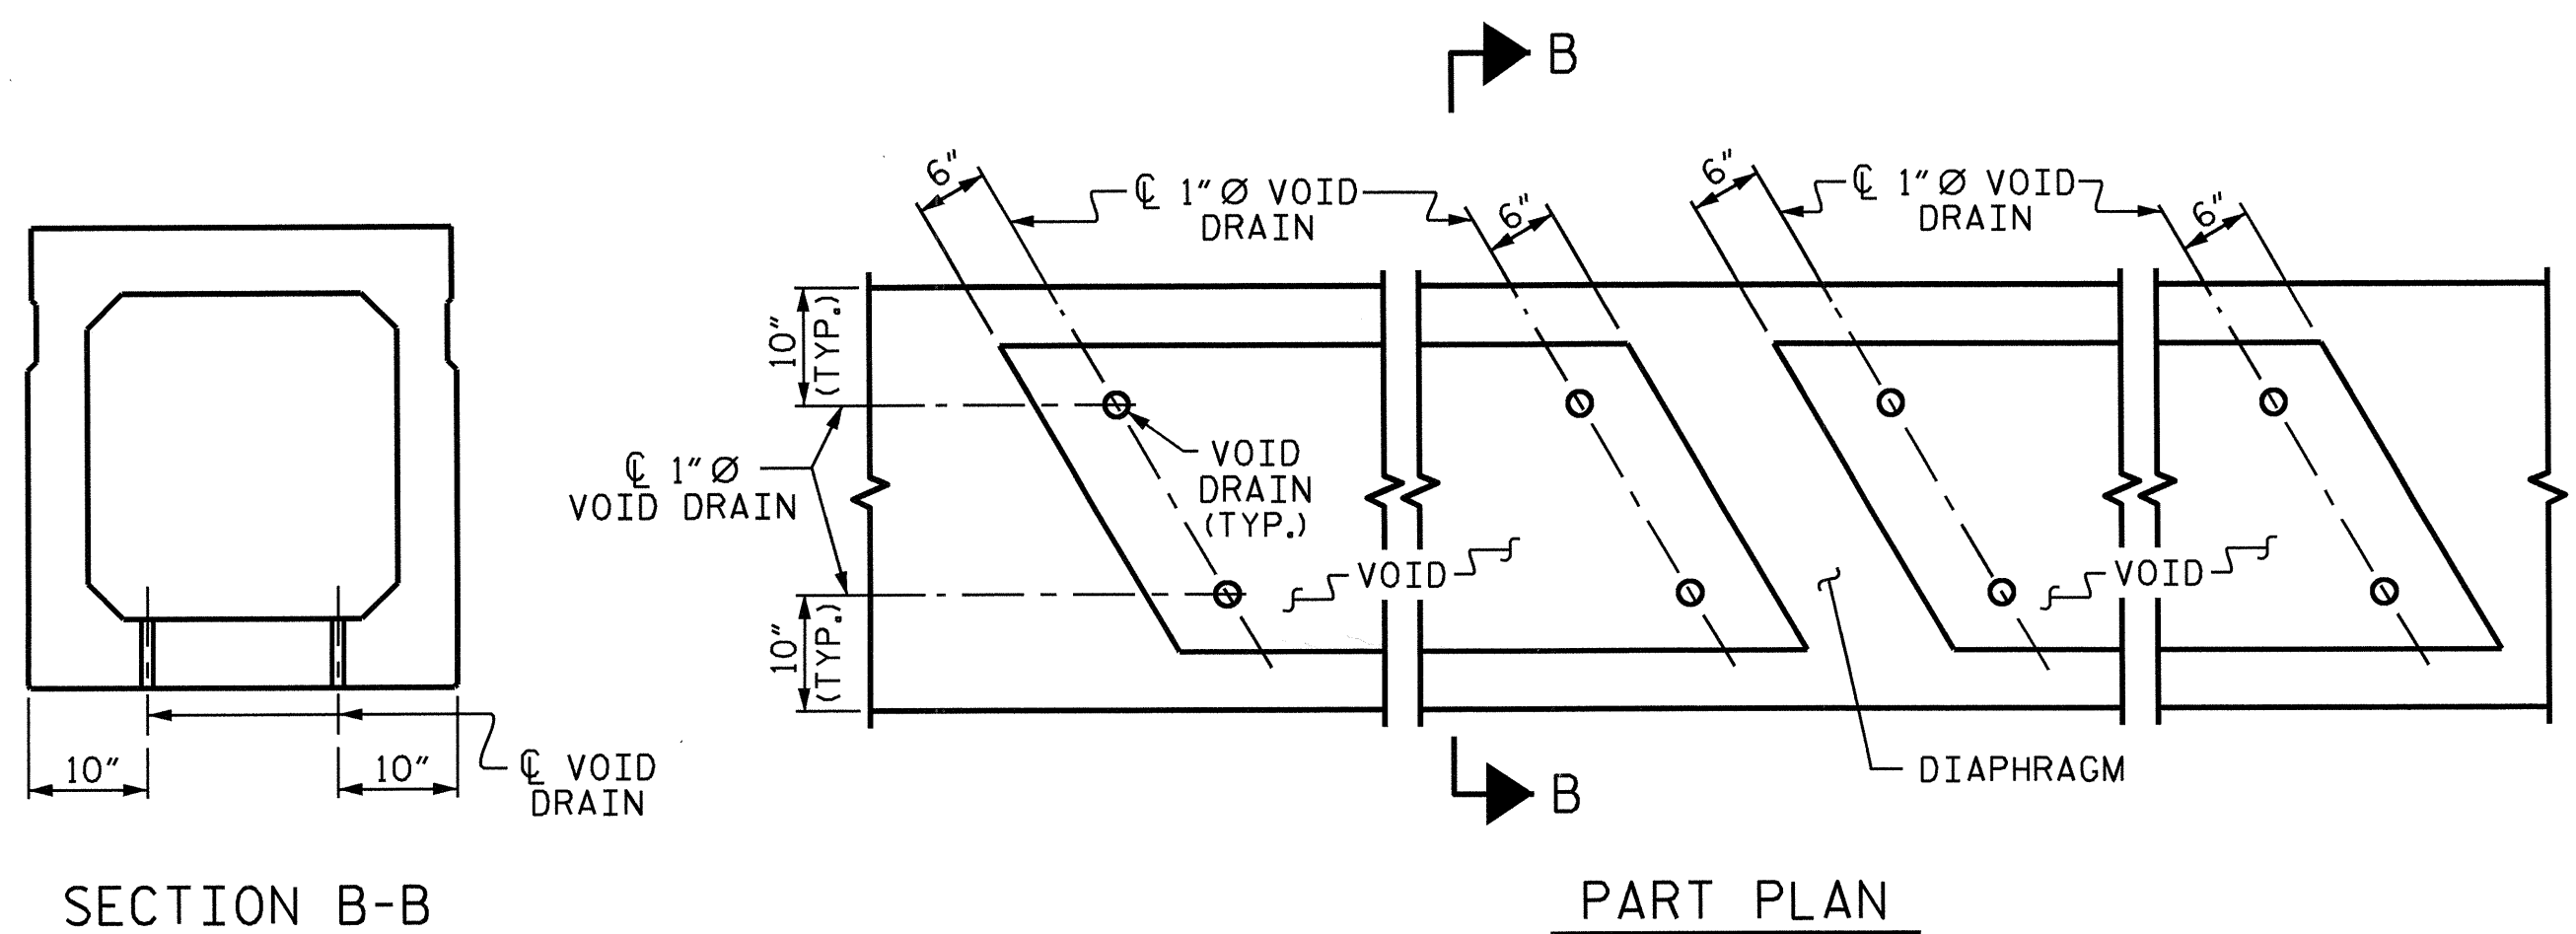 B
6"
℄ 1" Ø VOID
DRAIN
6"
6"
℄ 1" Ø VOID
DRAIN
6"
10"
(TYP.)
℄ 1" Ø
VOID DRAIN
VOID
DRAIN
(TYP.)
VOID
VOID
10"
(TYP.)
DIAPHRAGM
B
10"
10"
℄ VOID
DRAIN
SECTION B-B
PART PLAN